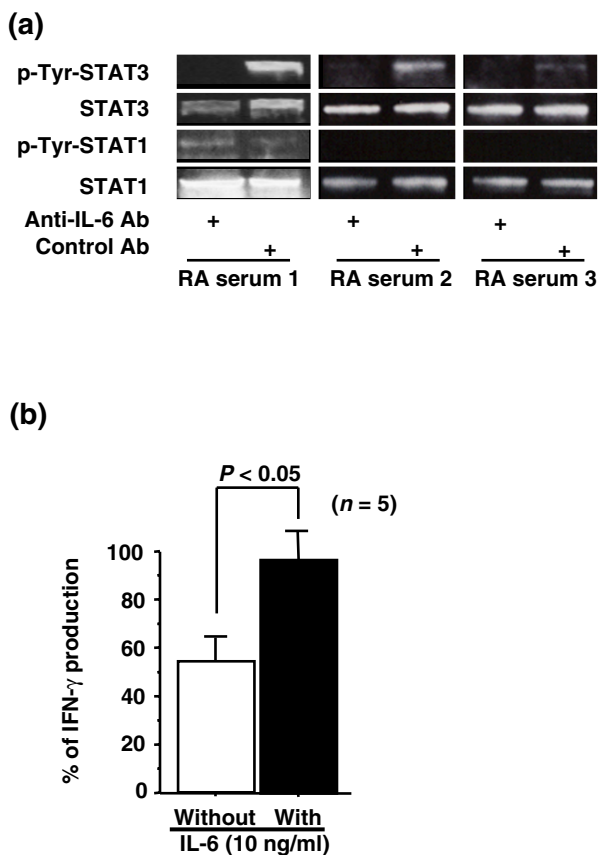 (a)
p-Tyr-STAT3
STAT3
p-Tyr-STAT1
STAT1
Anti-IL-6 Ab + + +
Control Ab + + +
RA serum 1 RA serum 2 RA serum 3
(b)
P < 0.05
(n = 5)
% of IFN-γ production
100
80
60
40
20
0
Without With
IL-6 (10 ng/ml)